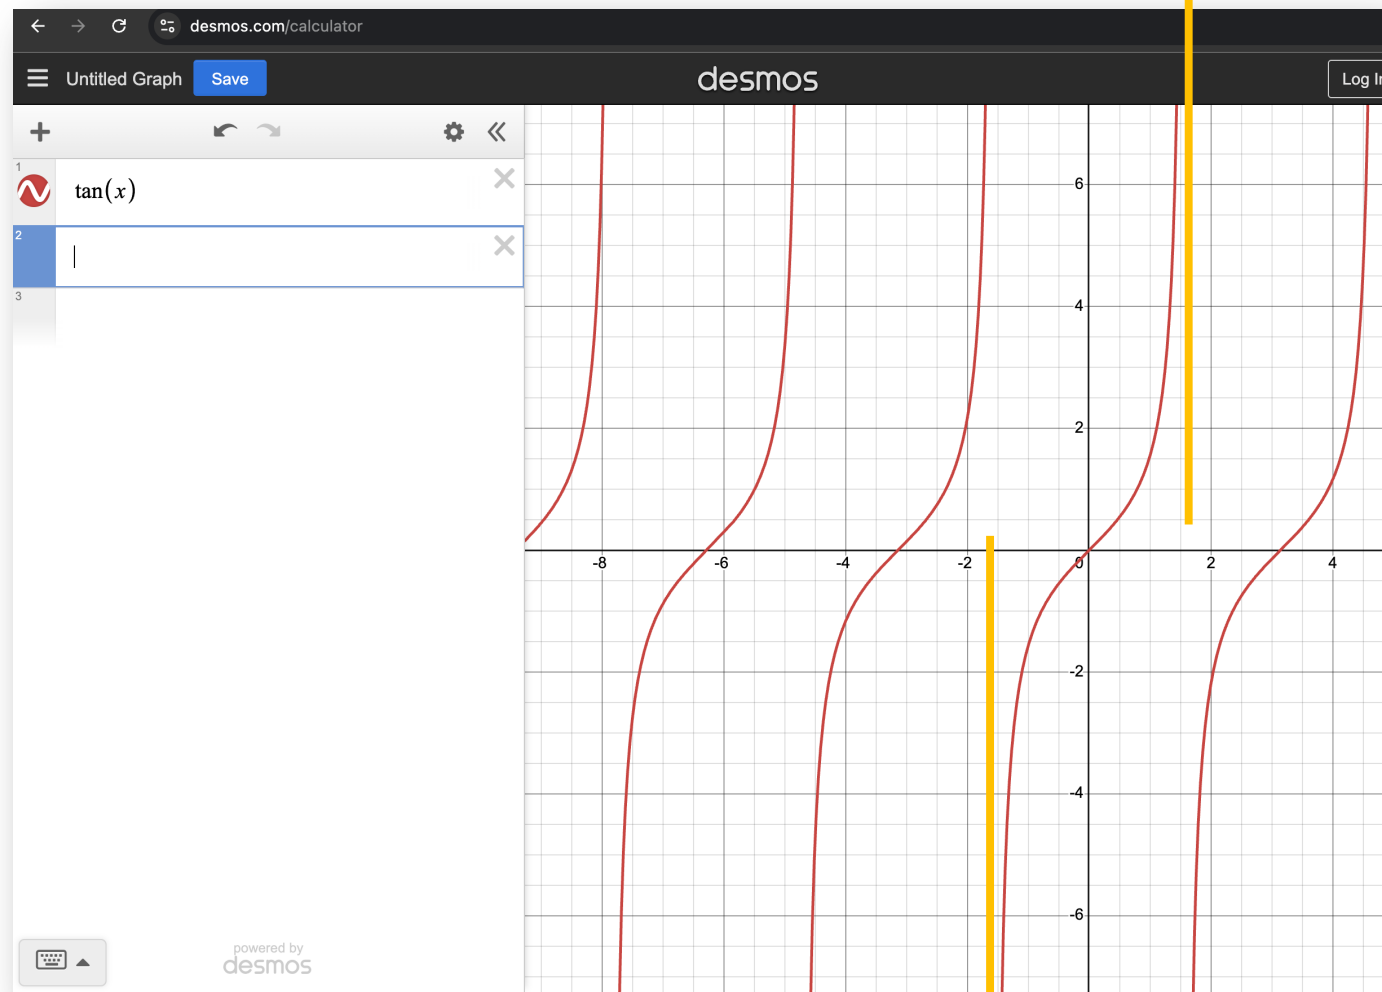 desmos.com/calculator
Untitled Graph Save desmos Log In
1
tan(x)
2
3
6
4
2
-8 -6 -4 -2 0 2 4
-2
-4
-6
powered by
desmos